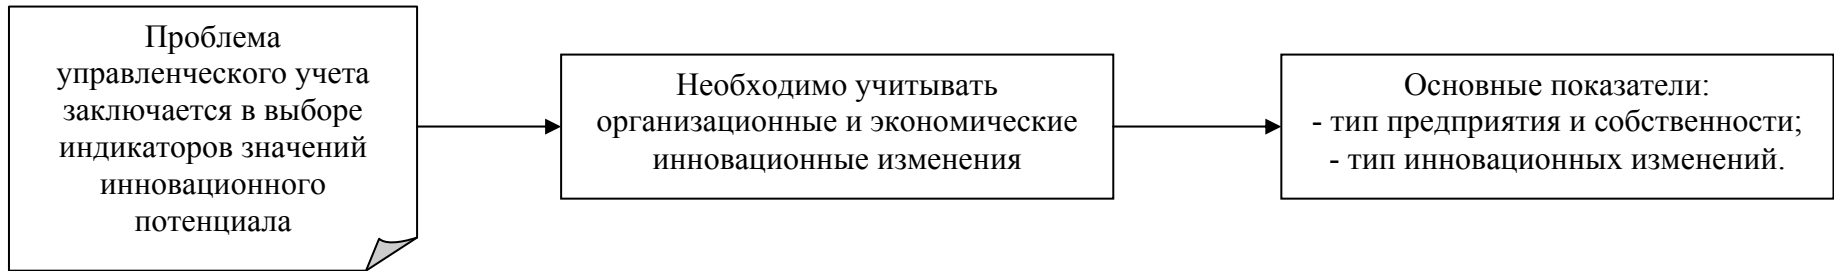 Проблема
управленческого учета
заключается в выборе
индикаторов значений
инновационного
потенциала
Необходимо учитывать
организационные и экономические
инновационные изменения
Основные показатели:
- тип предприятия и собственности;
- тип инновационных изменений.